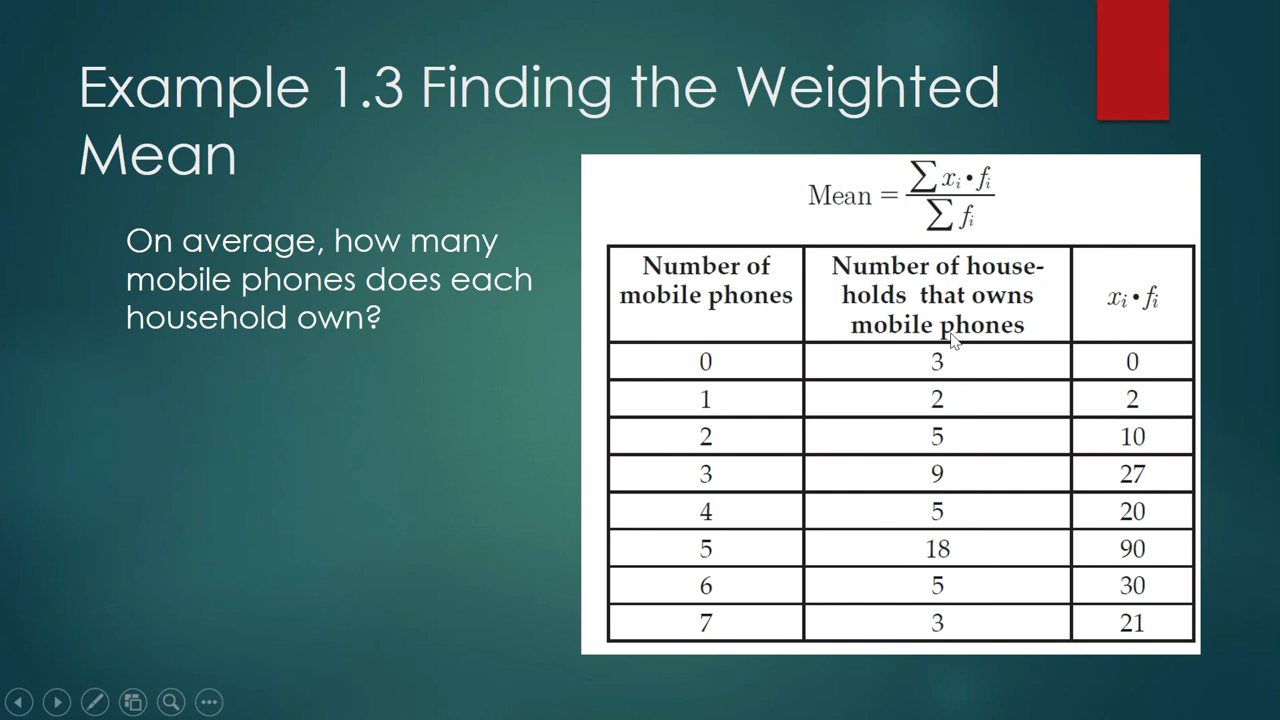 Example 1.3 Finding the Weighted
Mean
On average, how many
mobile phones does each
household own?
Mean = ∑ xᵢ • fᵢ / ∑ fᵢ
Number of mobile phones | Number of house-holds that owns mobile phones | xᵢ • fᵢ
0 3 0
1 2 2
2 5 10
3 9 27
4 5 20
5 18 90
6 5 30
7 3 21